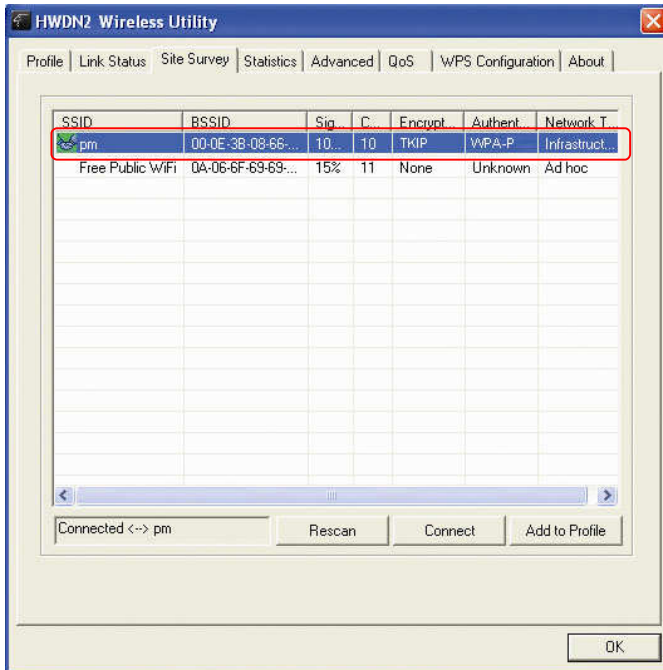 HWDN2 Wireless Utility
Profile Link Status Site Survey Statistics Advanced QoS WPS Configuration About
SSID BSSID Sig... C... Encrypt... Authent... Network T...
pm 00-0E-3B-08-66-... 10... 10 TKIP WPA-P Infrastruct...
Free Public WiFi 0A-06-6F-69-69-... 15% 11 None Unknown Ad hoc
Connected <--> pm Rescan Connect Add to Profile
OK